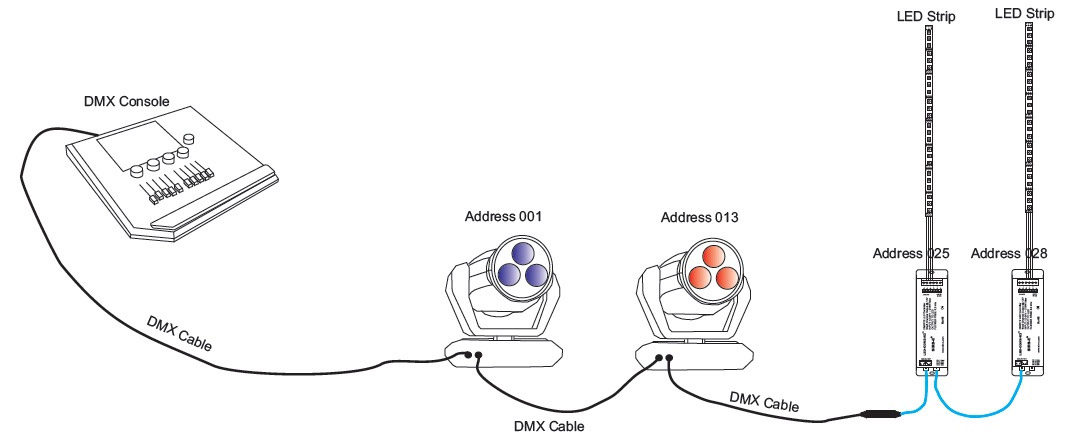 LED Strip
LED Strip
DMX Console
Address 001
Address 013
Address 025
Address 028
DMX Cable
DMX Cable
DMX Cable